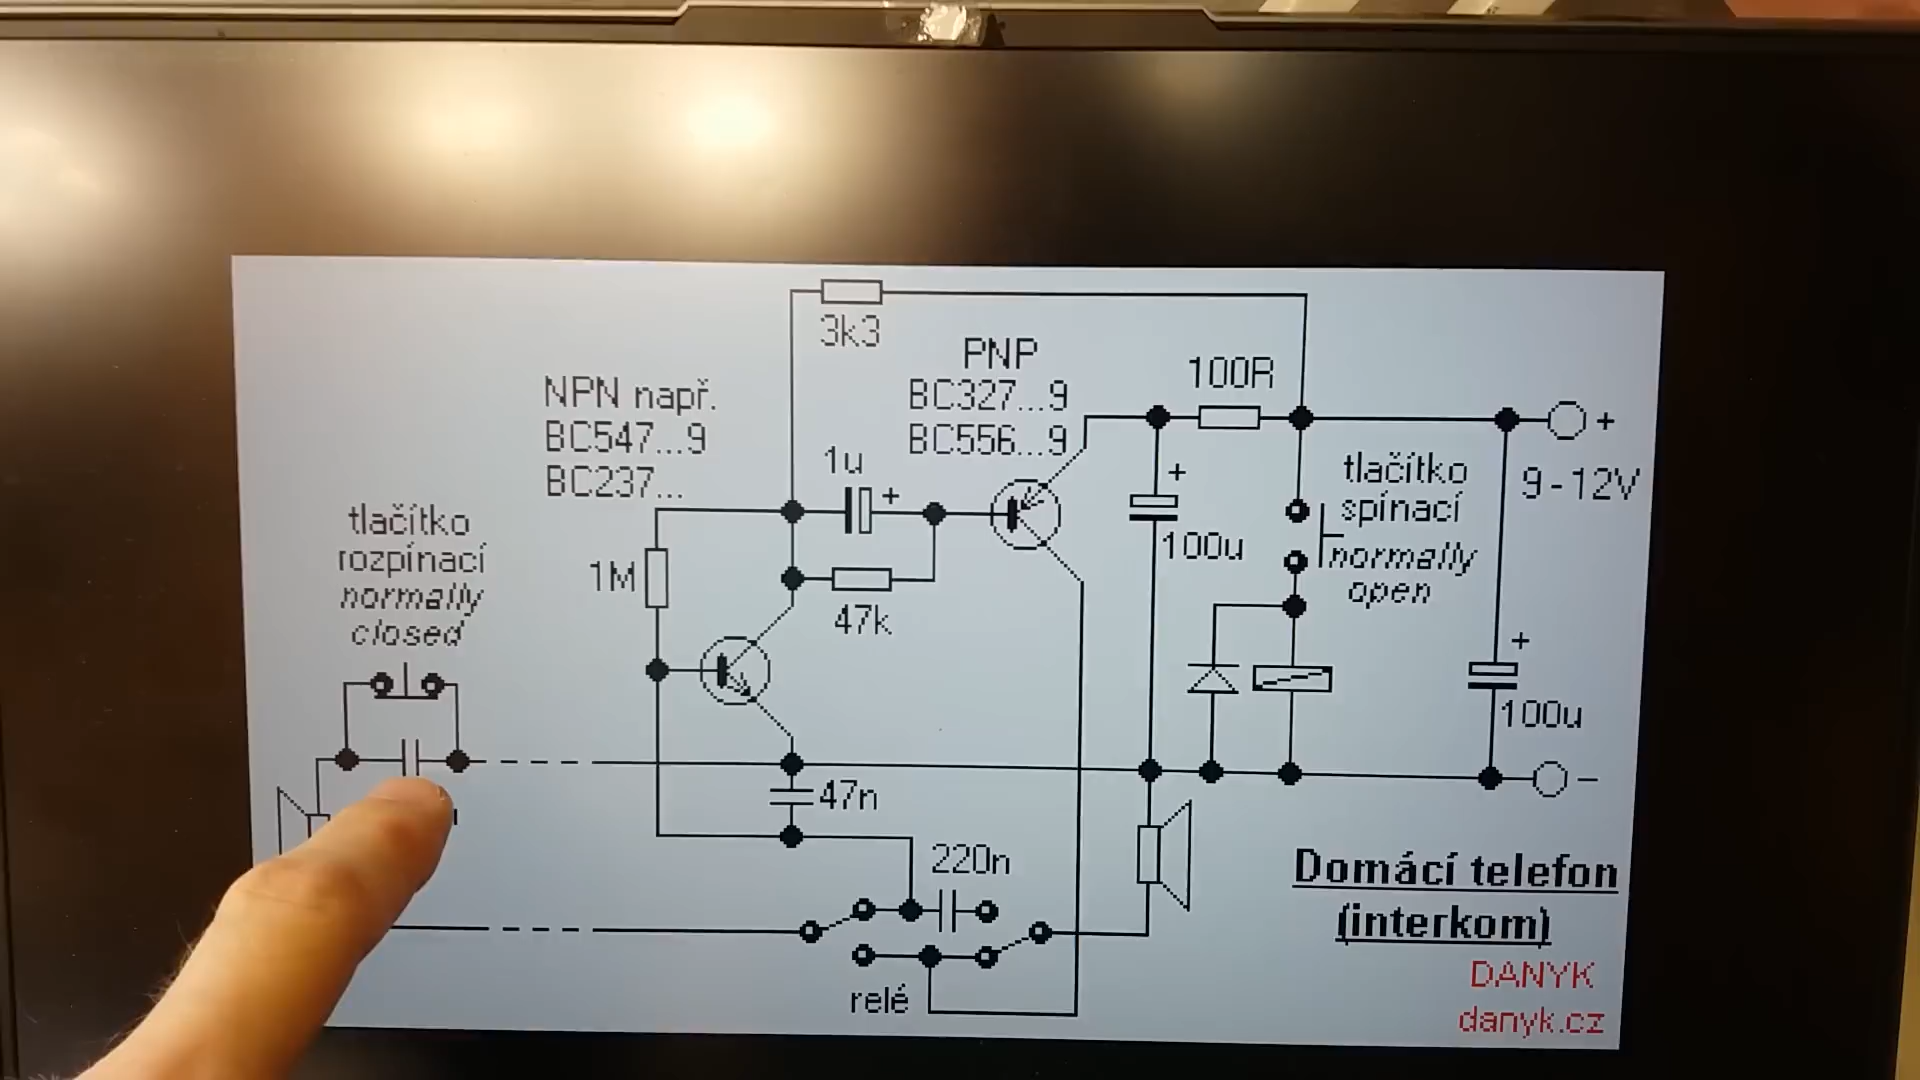 3k3
PNP
BC327...9
BC556...9
100R
NPN např.
BC547...9
BC237...
1u
+
+
100u
tlačítko
spínací
normally
open
+
9-12V
tlačítko
rozpínací
normally
closed
1M
47k
+
100u
−
47n
220n
relé
Domácí telefon
(interkom)
DANYK
danyk.cz